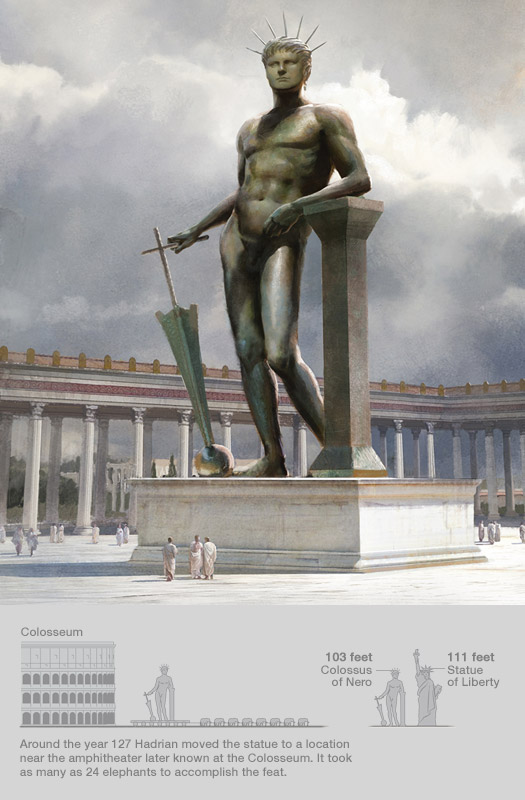 Colosseum
103 feet
Colossus
of Nero
111 feet
Statue
of Liberty
Around the year 127 Hadrian moved the statue to a location
near the amphitheater later known at the Colosseum. It took
as many as 24 elephants to accomplish the feat.